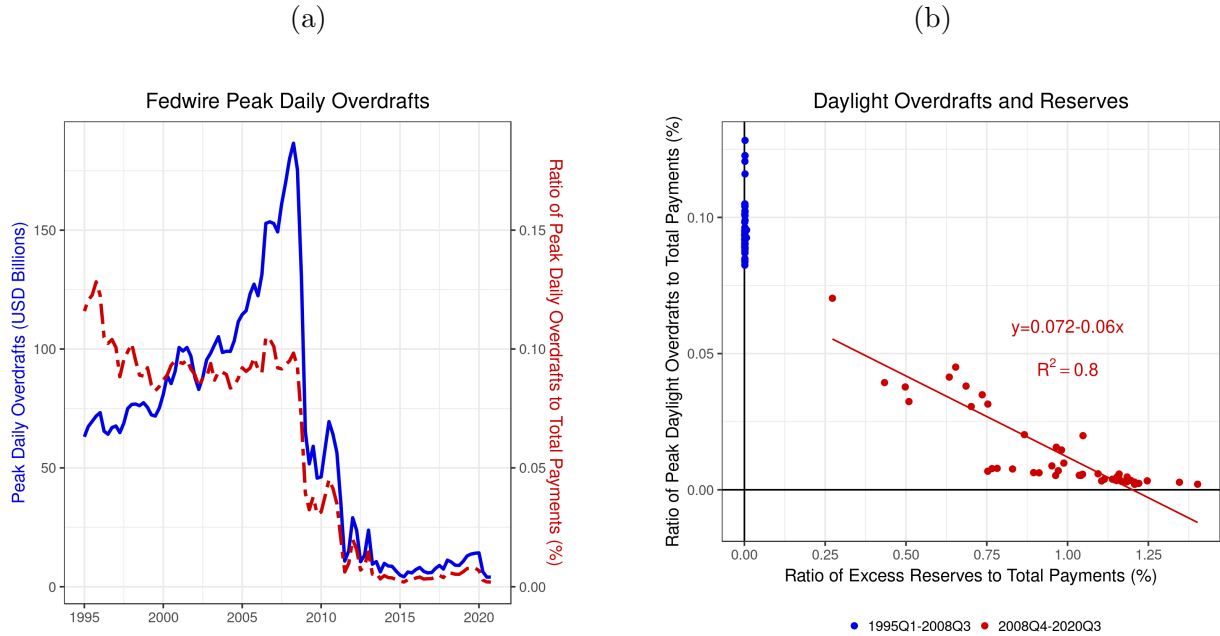 (a)
(b)
Fedwire Peak Daily Overdrafts
Peak Daily Overdrafts (USD Billions)
150
100
50
0
0.15
0.10
0.05
0.00
Ratio of Peak Daily Overdrafts to Total Payments (%)
1995
2000
2005
2010
2015
2020
Daylight Overdrafts and Reserves
Ratio of Peak Daylight Overdrafts to Total Payments (%)
0.10
0.05
0.00
y=0.072-0.06x
R² = 0.8
0.00
0.25
0.50
0.75
1.00
1.25
Ratio of Excess Reserves to Total Payments (%)
1995Q1-2008Q3
2008Q4-2020Q3